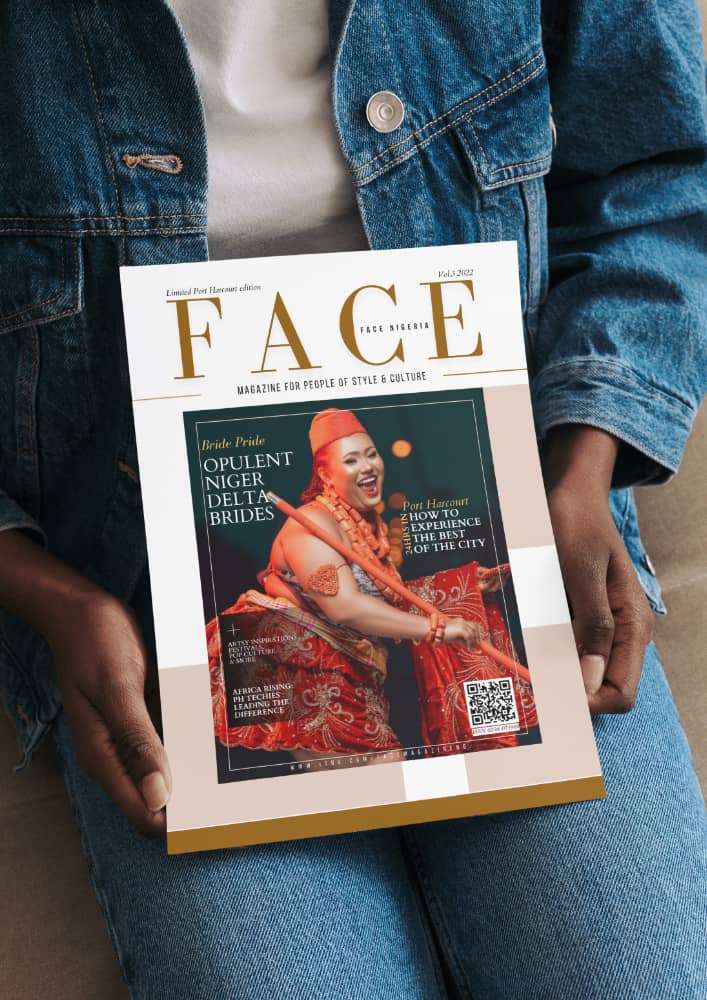 Limited Port Harcourt edition
Vol,3 2022
FACE
FACE NIGERIA
MAGAZINE FOR PEOPLE OF STYLE & CULTURE
Bride Pride
OPULENT
NIGER
DELTA
BRIDES
Port Harcourt
24HRS IN
HOW TO
EXPERIENCE
THE BEST
OF THE CITY
ARTSY INSPIRATION,
FESTIVALS,
POP CULTURE,
& MORE
AFRICA RISING:
PH TECHIES
LEADING THE
DIFFERENCE